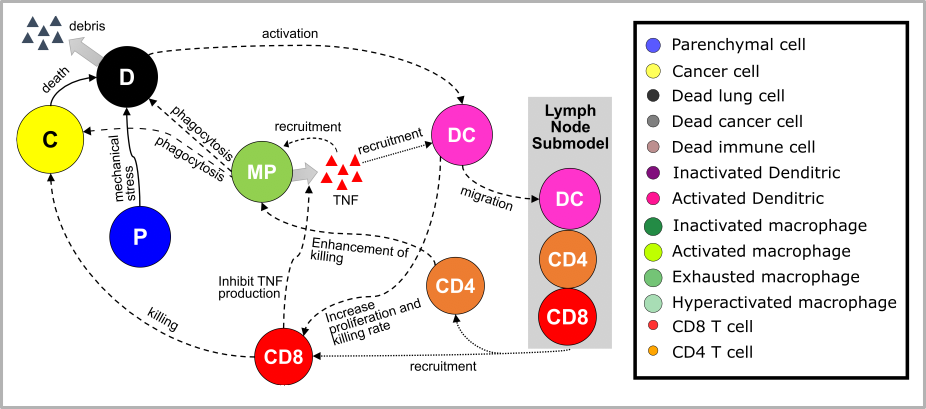 debris
activation
D
death
C
phagocytosis
phagocytosis
recruitment
recruitment
DC
MP
TNF
mechanical
stress
P
migration
Lymph
Node
Submodel
DC
CD4
CD8
Enhancement of
killing
CD4
Inhibit TNF
production
Increase
proliferation and
killing rate
killing
CD8
recruitment
Parenchymal cell
Cancer cell
Dead lung cell
Dead cancer cell
Dead immune cell
Inactivated Denditric
Activated Denditric
Inactivated macrophage
Activated macrophage
Exhausted macrophage
Hyperactivated macrophage
CD8 T cell
CD4 T cell